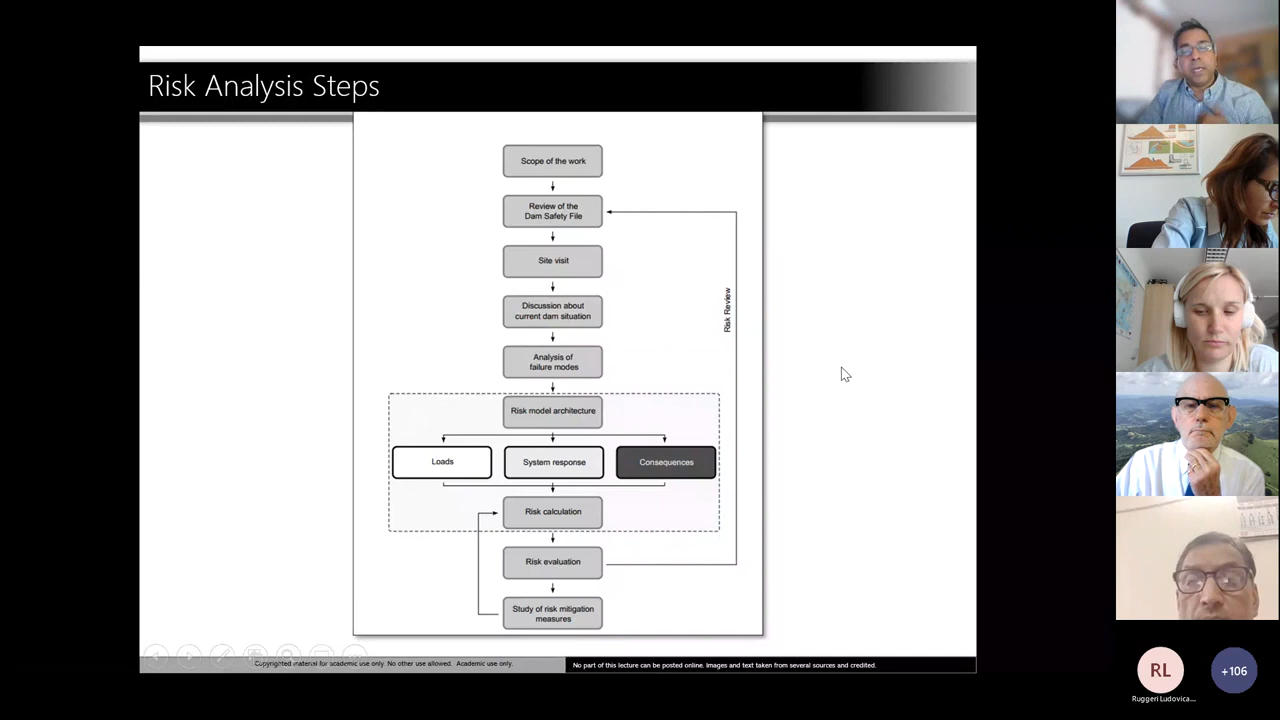 Risk Analysis Steps
Scope of the work
Review of the
Dam Safety File
Site visit
Discussion about
current dam situation
Analysis of
failure modes
Risk Review
Risk model architecture
Loads
System response
Consequences
Risk calculation
Risk evaluation
Study of risk mitigation
measures
Copyrighted material for academic use only. No other use allowed. Academic use only.
No part of this lecture can be posted online. Images and text taken from several sources and credited.
RL
+106
Ruggeri Ludovica...